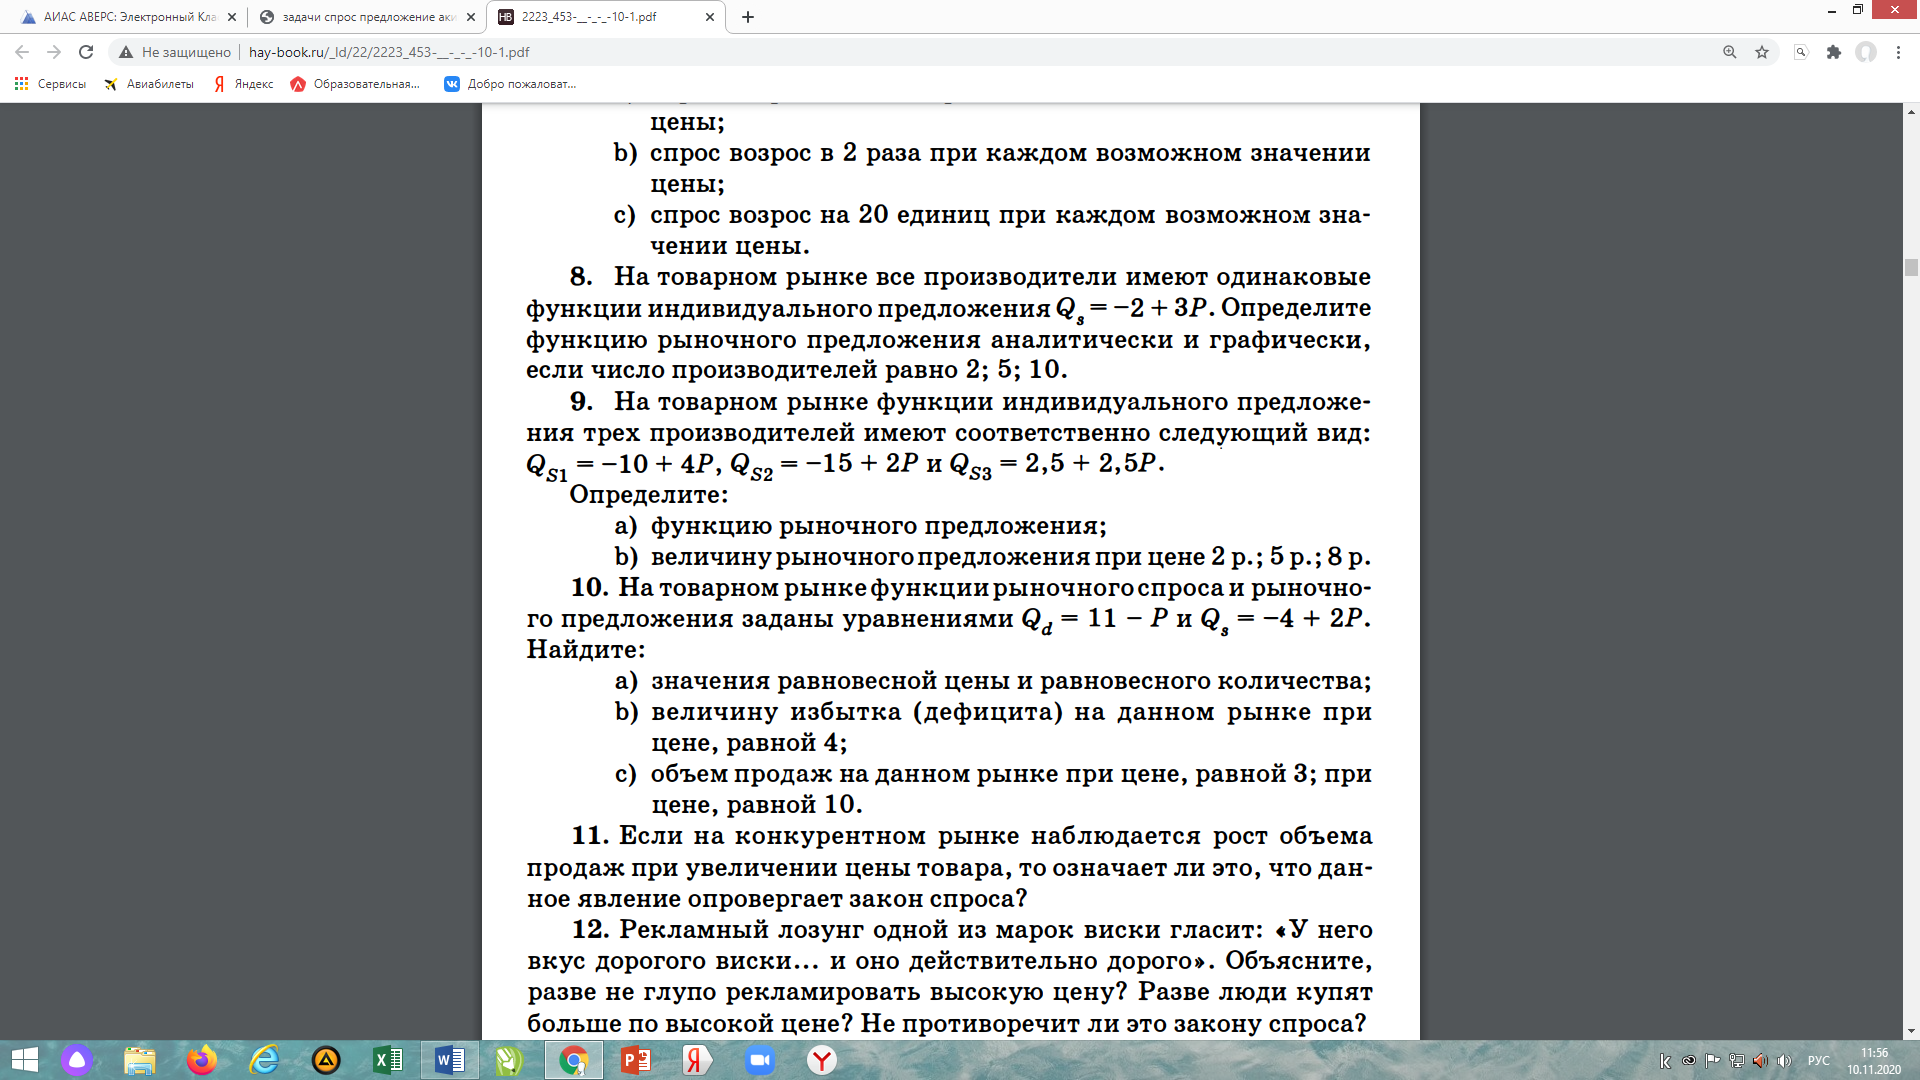 АИАС АВЕРС: Электронный Кла
задачи спрос предложение аки
2223_453-__-_-_-10-1.pdf
Не защищено
hay-book.ru/_ld/22/2223_453-__-_-_-10-1.pdf
Сервисы
Авиабилеты
Яндекс
Образовательная...
Добро пожаловат...
цены;
b) спрос возрос в 2 раза при каждом возможном значении
цены;
c) спрос возрос на 20 единиц при каждом возможном зна-
чении цены.
8. На товарном рынке все производители имеют одинаковые
функции индивидуального предложения Qs = −2 + 3P. Определите
функцию рыночного предложения аналитически и графически,
если число производителей равно 2; 5; 10.
9. На товарном рынке функции индивидуального предложе-
ния трех производителей имеют соответственно следующий вид:
QS1 = −10 + 4P, QS2 = −15 + 2P и QS3 = 2,5 + 2,5P.
Определите:
a) функцию рыночного предложения;
b) величину рыночного предложения при цене 2 р.; 5 р.; 8 р.
10. На товарном рынке функции рыночного спроса и рыночно-
го предложения заданы уравнениями Qd = 11 − P и Qs = −4 + 2P.
Найдите:
a) значения равновесной цены и равновесного количества;
b) величину избытка (дефицита) на данном рынке при
цене, равной 4;
c) объем продаж на данном рынке при цене, равной 3; при
цене, равной 10.
11. Если на конкурентном рынке наблюдается рост объема
продаж при увеличении цены товара, то означает ли это, что дан-
ное явление опровергает закон спроса?
12. Рекламный лозунг одной из марок виски гласит: «У него
вкус дорогого виски... и оно действительно дорого». Объясните,
разве не глупо рекламировать высокую цену? Разве люди купят
больше по высокой цене? Не противоречит ли это закону спроса?
РУС
11:56
10.11.2020